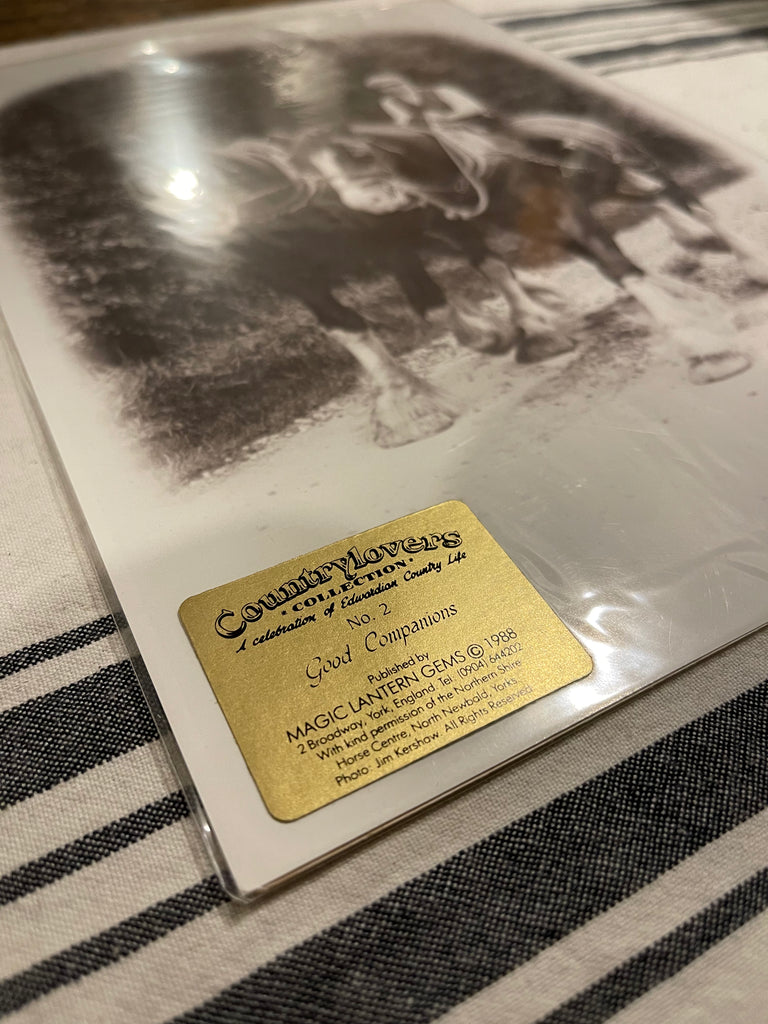 Countrylovers
• COLLECTION •
A celebration of Edwardian Country Life
No. 2
Good Companions
Published by
MAGIC LANTERN GEMS © 1988
2 Broadway, York, England. Tel: (0904) 644202
With kind permission of the Northern Shire
Horse Centre, North Newbald, Yorks.
Photo: Jim Kershaw. All Rights Reserved.